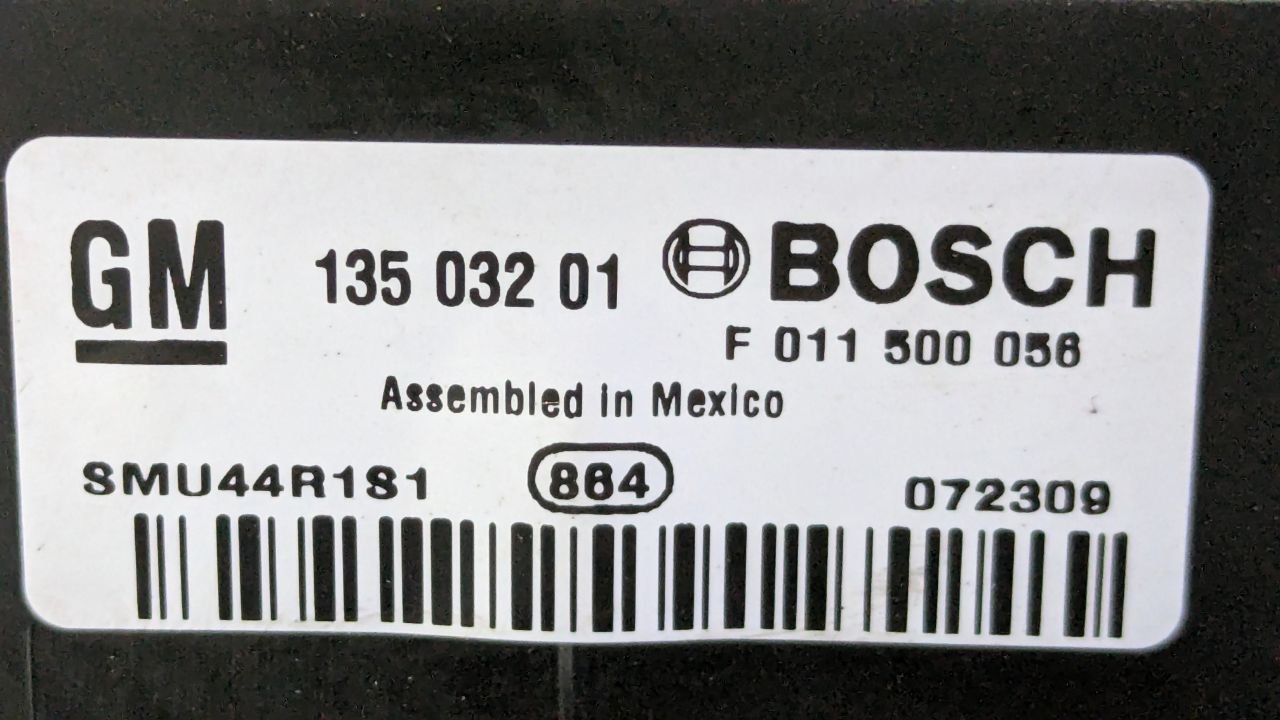 GM 135 032 01 BOSCH
F 011 500 056
Assembled in Mexico
SMU44R1S1 864 072309